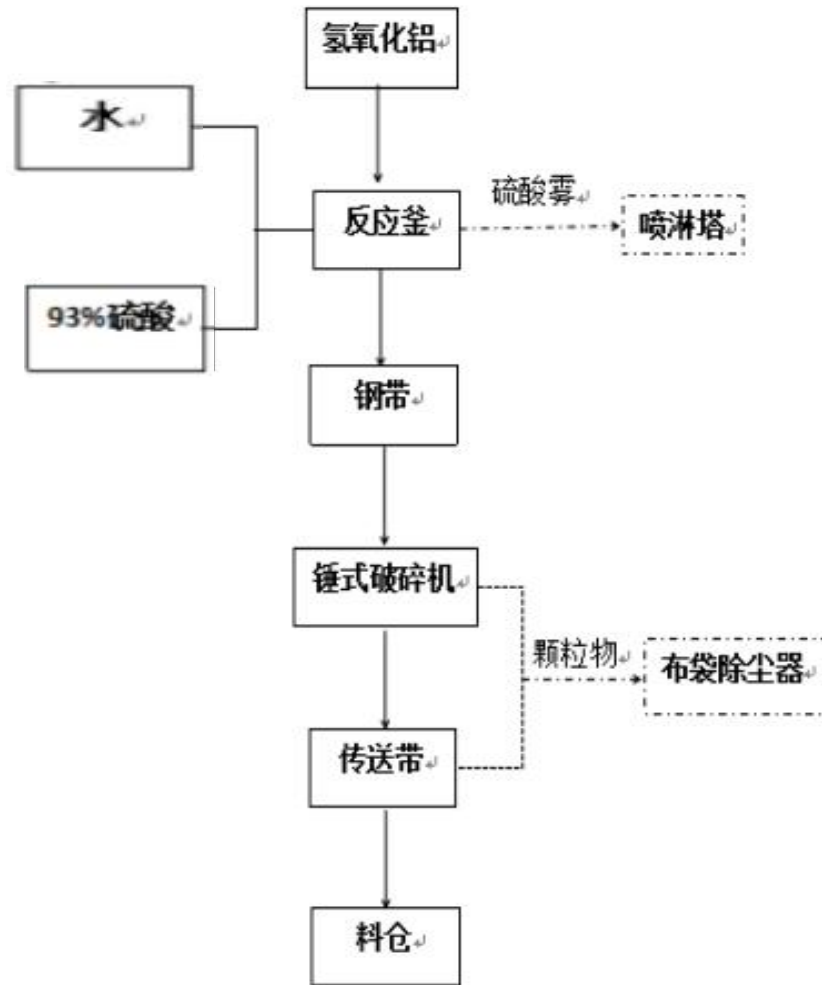 氢氧化铝
水
反应釜
硫酸雾
喷淋塔
93%硫酸
钢带
锤式破碎机
颗粒物
布袋除尘器
传送带
料仓